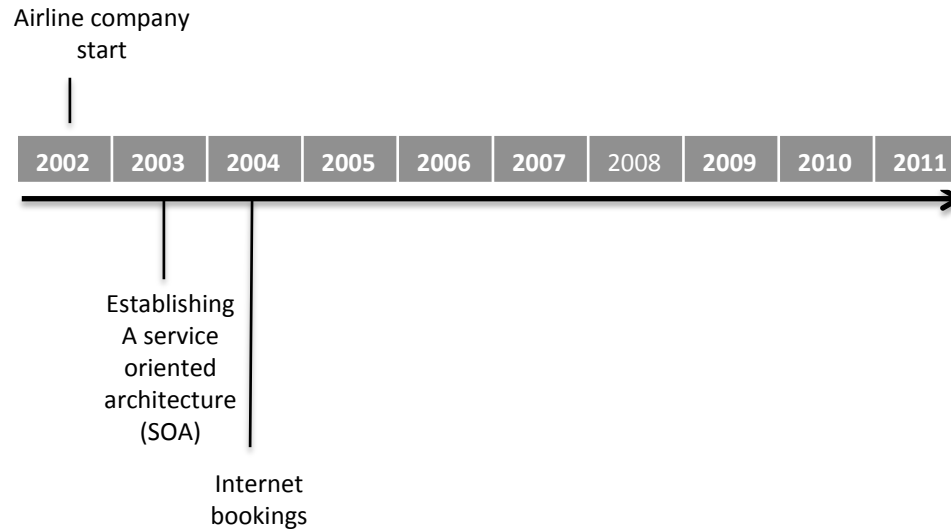 Airline company
start
2002 2003 2004 2005 2006 2007 2008 2009 2010 2011
Establishing
A service
oriented
architecture
(SOA)
Internet
bookings